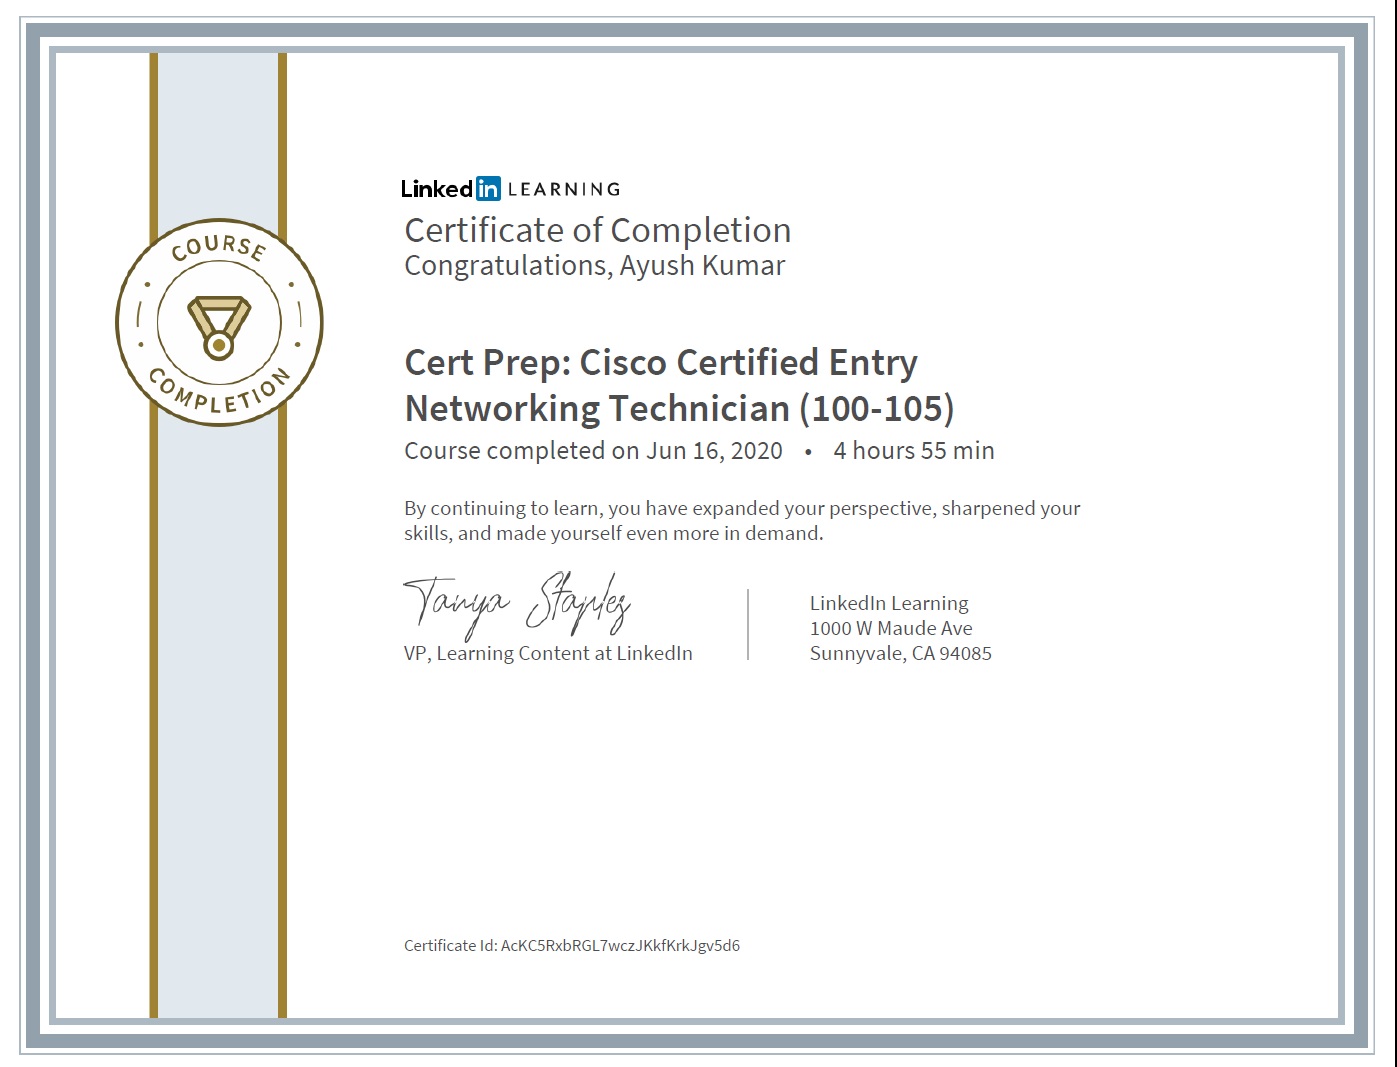 COURSE
COMPLETION
Linked in LEARNING
Certificate of Completion
Congratulations, Ayush Kumar
Cert Prep: Cisco Certified Entry
Networking Technician (100-105)
Course completed on Jun 16, 2020 • 4 hours 55 min
By continuing to learn, you have expanded your perspective, sharpened your
skills, and made yourself even more in demand.
Tanya Staples
VP, Learning Content at LinkedIn
LinkedIn Learning
1000 W Maude Ave
Sunnyvale, CA 94085
Certificate Id: AcKC5RxbRGL7wczJKkfKrkJgv5d6